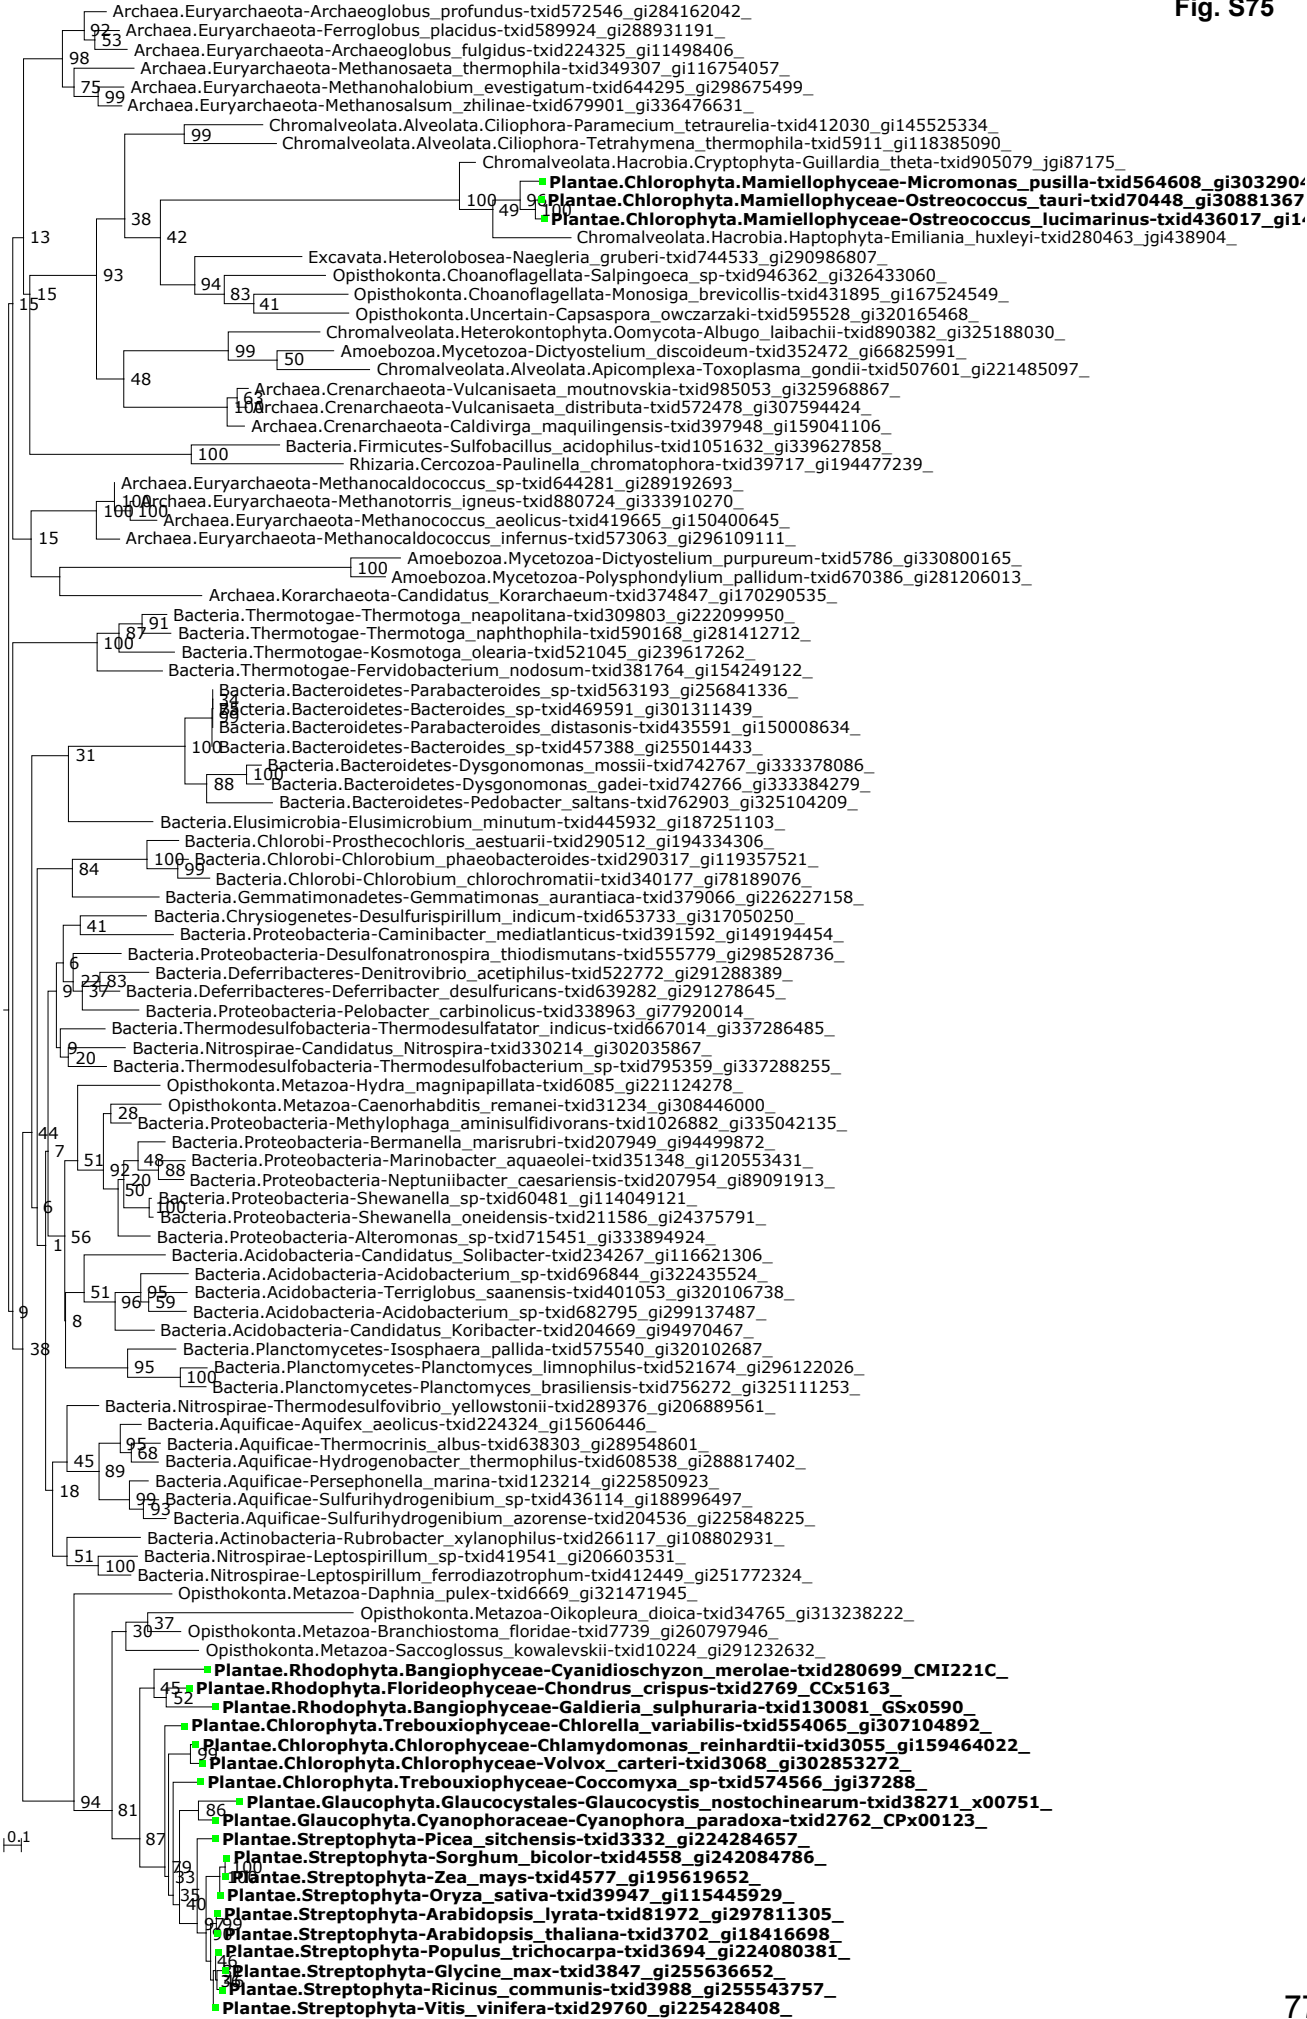 Fig. S75
Archaea.Euryarchaeota-Archaeoglobus_profundus-txid572546_gi284162042_
92 Archaea.Euryarchaeota-Ferroglobus_placidus-txid589924_gi288931191_
53
Archaea.Euryarchaeota-Archaeoglobus_fulgidus-txid224325_gi11498406_
98
Archaea.Euryarchaeota-Methanosaeta_thermophila-txid349307_gi116754057_
75 Archaea.Euryarchaeota-Methanohalobium_evestigatum-txid644295_gi298675499_
99
Archaea.Euryarchaeota-Methanosalsum_zhilinae-txid679901_gi336476631_
Chromalveolata.Alveolata.Ciliophora-Paramecium_tetraurelia-txid412030_gi145525334_
99
Chromalveolata.Alveolata.Ciliophora-Tetrahymena_thermophila-txid5911_gi118385090_
Chromalveolata.Hacrobia.Cryptophyta-Guillardia_theta-txid905079_jgi87175_
Plantae.Chlorophyta.Mamiellophyceae-Micromonas_pusilla-txid564608_gi3032904
100 Plantae.Chlorophyta.Mamiellophyceae-Ostreococcus_tauri-txid70448_gi30881367
49 100
38 Plantae.Chlorophyta.Mamiellophyceae-Ostreococcus_lucimarinus-txid436017_gi14
13 42 Chromalveolata.Hacrobia.Haptophyta-Emiliania_huxleyi-txid280463_jgi438904_
Excavata.Heterolobosea-Naegleria_gruberi-txid744533_gi290986807_
93 Opisthokonta.Choanoflagellata-Salpingoeca_sp-txid946362_gi326433060_
94
15 83 Opisthokonta.Choanoflagellata-Monosiga_brevicollis-txid431895_gi167524549_
15 41
Opisthokonta.Uncertain-Capsaspora_owczarzaki-txid595528_gi320165468_
Chromalveolata.Heterokontophyta.Oomycota-Albugo_laibachii-txid890382_gi325188030_
99 Amoebozoa.Mycetozoa-Dictyostelium_discoideum-txid352472_gi66825991_
50
48 Chromalveolata.Alveolata.Apicomplexa-Toxoplasma_gondii-txid507601_gi221485097_
Archaea.Crenarchaeota-Vulcanisaeta_moutnovskia-txid985053_gi325968867_
63
100 Archaea.Crenarchaeota-Vulcanisaeta_distributa-txid572478_gi307594424_
Archaea.Crenarchaeota-Caldivirga_maquilingensis-txid397948_gi159041106_
Bacteria.Firmicutes-Sulfobacillus_acidophilus-txid1051632_gi339627858_
100
Rhizaria.Cercozoa-Paulinella_chromatophora-txid39717_gi194477239_
Archaea.Euryarchaeota-Methanocaldococcus_sp-txid644281_gi289192693_
100 Archaea.Euryarchaeota-Methanotorris_igneus-txid880724_gi333910270_
100 100
Archaea.Euryarchaeota-Methanococcus_aeolicus-txid419665_gi150400645_
15 Archaea.Euryarchaeota-Methanocaldococcus_infernus-txid573063_gi296109111_
Amoebozoa.Mycetozoa-Dictyostelium_purpureum-txid5786_gi330800165_
100
Amoebozoa.Mycetozoa-Polysphondylium_pallidum-txid670386_gi281206013_
Archaea.Korarchaeota-Candidatus_Korarchaeum-txid374847_gi170290535_
Bacteria.Thermotogae-Thermotoga_neapolitana-txid309803_gi222099950_
91
87 Bacteria.Thermotogae-Thermotoga_naphthophila-txid590168_gi281412712_
100
Bacteria.Thermotogae-Kosmotoga_olearia-txid521045_gi239617262_
Bacteria.Thermotogae-Fervidobacterium_nodosum-txid381764_gi154249122_
Bacteria.Bacteroidetes-Parabacteroides_sp-txid563193_gi256841336_
34
Bacteria.Bacteroidetes-Bacteroides_sp-txid469591_gi301311439_
99
Bacteria.Bacteroidetes-Parabacteroides_distasonis-txid435591_gi150008634_
31 100 Bacteria.Bacteroidetes-Bacteroides_sp-txid457388_gi255014433_
Bacteria.Bacteroidetes-Dysgonomonas_mossii-txid742767_gi333378086_
100
88 Bacteria.Bacteroidetes-Dysgonomonas_gadei-txid742766_gi333384279_
Bacteria.Bacteroidetes-Pedobacter_saltans-txid762903_gi325104209_
Bacteria.Elusimicrobia-Elusimicrobium_minutum-txid445932_gi187251103_
Bacteria.Chlorobi-Prosthecochloris_aestuarii-txid290512_gi194334306_
100 Bacteria.Chlorobi-Chlorobium_phaeobacteroides-txid290317_gi119357521_
84 99
Bacteria.Chlorobi-Chlorobium_chlorochromatii-txid340177_gi78189076_
Bacteria.Gemmatimonadetes-Gemmatimonas_aurantiaca-txid379066_gi226227158_
Bacteria.Chrysiogenetes-Desulfurispirillum_indicum-txid653733_gi317050250_
41
Bacteria.Proteobacteria-Caminibacter_mediatlanticus-txid391592_gi149194454_
Bacteria.Proteobacteria-Desulfonatronospira_thiodismutans-txid555779_gi298528736_
6
22 83 Bacteria.Deferribacteres-Denitrovibrio_acetiphilus-txid522772_gi291288389_
9 37 Bacteria.Deferribacteres-Deferribacter_desulfuricans-txid639282_gi291278645_
Bacteria.Proteobacteria-Pelobacter_carbinolicus-txid338963_gi77920014_
Bacteria.Thermodesulfobacteria-Thermodesulfatator_indicus-txid667014_gi337286485_
9 Bacteria.Nitrospirae-Candidatus_Nitrospira-txid330214_gi302035867_
20
Bacteria.Thermodesulfobacteria-Thermodesulfobacterium_sp-txid795359_gi337288255_
Opisthokonta.Metazoa-Hydra_magnipapillata-txid6085_gi221124278_
Opisthokonta.Metazoa-Caenorhabditis_remanei-txid31234_gi308446000_
28
Bacteria.Proteobacteria-Methylophaga_aminisulfidivorans-txid1026882_gi335042135_
44
7 Bacteria.Proteobacteria-Bermanella_marisrubri-txid207949_gi94499872_
51 48 Bacteria.Proteobacteria-Marinobacter_aquaeolei-txid351348_gi120553431_
92 88
20 Bacteria.Proteobacteria-Neptuniibacter_caesariensis-txid207954_gi89091913_
50
Bacteria.Proteobacteria-Shewanella_sp-txid60481_gi114049121_
6 100
Bacteria.Proteobacteria-Shewanella_oneidensis-txid211586_gi24375791_
56 Bacteria.Proteobacteria-Alteromonas_sp-txid715451_gi333894924_
1
Bacteria.Acidobacteria-Candidatus_Solibacter-txid234267_gi116621306_
Bacteria.Acidobacteria-Acidobacterium_sp-txid696844_gi322435524_
51 95 Bacteria.Acidobacteria-Terriglobus_saanensis-txid401053_gi320106738_
96 59
9 Bacteria.Acidobacteria-Acidobacterium_sp-txid682795_gi299137487_
8
Bacteria.Acidobacteria-Candidatus_Koribacter-txid204669_gi94970467_
38 Bacteria.Planctomycetes-Isosphaera_pallida-txid575540_gi320102687_
95 Bacteria.Planctomycetes-Planctomyces_limnophilus-txid521674_gi296122026_
100
Bacteria.Planctomycetes-Planctomyces_brasiliensis-txid756272_gi325111253_
Bacteria.Nitrospirae-Thermodesulfovibrio_yellowstonii-txid289376_gi206889561_
Bacteria.Aquificae-Aquifex_aeolicus-txid224324_gi15606446_
95 Bacteria.Aquificae-Thermocrinis_albus-txid638303_gi289548601_
68
45 Bacteria.Aquificae-Hydrogenobacter_thermophilus-txid608538_gi288817402_
89
Bacteria.Aquificae-Persephonella_marina-txid123214_gi225850923_
18 99 Bacteria.Aquificae-Sulfurihydrogenibium_sp-txid436114_gi188996497_
93
Bacteria.Aquificae-Sulfurihydrogenibium_azorense-txid204536_gi225848225_
Bacteria.Actinobacteria-Rubrobacter_xylanophilus-txid266117_gi108802931_
51 Bacteria.Nitrospirae-Leptospirillum_sp-txid419541_gi206603531_
100
Bacteria.Nitrospirae-Leptospirillum_ferrodiazotrophum-txid412449_gi251772324_
Opisthokonta.Metazoa-Daphnia_pulex-txid6669_gi321471945_
Opisthokonta.Metazoa-Oikopleura_dioica-txid34765_gi313238222_
37
30 Opisthokonta.Metazoa-Branchiostoma_floridae-txid7739_gi260797946_
Opisthokonta.Metazoa-Saccoglossus_kowalevskii-txid10224_gi291232632_
Plantae.Rhodophyta.Bangiophyceae-Cyanidioschyzon_merolae-txid280699_CMI221C_
45 Plantae.Rhodophyta.Florideophyceae-Chondrus_crispus-txid2769_CCx5163_
52
Plantae.Rhodophyta.Bangiophyceae-Galdieria_sulphuraria-txid130081_GSx0590_
Plantae.Chlorophyta.Trebouxiophyceae-Chlorella_variabilis-txid554065_gi307104892_
Plantae.Chlorophyta.Chlorophyceae-Chlamydomonas_reinhardtii-txid3055_gi159464022_
99
Plantae.Chlorophyta.Chlorophyceae-Volvox_carteri-txid3068_gi302853272_
Plantae.Chlorophyta.Trebouxiophyceae-Coccomyxa_sp-txid574566_jgi37288_
94 Plantae.Glaucophyta.Glaucocystales-Glaucocystis_nostochinearum-txid38271_x00751_
81 86
Plantae.Glaucophyta.Cyanophoraceae-Cyanophora_paradoxa-txid2762_CPx00123_
0.1 87 Plantae.Streptophyta-Picea_sitchensis-txid3332_gi224284657_
Plantae.Streptophyta-Sorghum_bicolor-txid4558_gi242084786_
79 100
33 Plantae.Streptophyta-Zea_mays-txid4577_gi195619652_
35 Plantae.Streptophyta-Oryza_sativa-txid39947_gi115445929_
40
Plantae.Streptophyta-Arabidopsis_lyrata-txid81972_gi297811305_
97 99
Plantae.Streptophyta-Arabidopsis_thaliana-txid3702_gi18416698_
Plantae.Streptophyta-Populus_trichocarpa-txid3694_gi224080381_
46
Plantae.Streptophyta-Glycine_max-txid3847_gi255636652_
Plantae.Streptophyta-Ricinus_communis-txid3988_gi255543757_
Plantae.Streptophyta-Vitis_vinifera-txid29760_gi225428408_
77